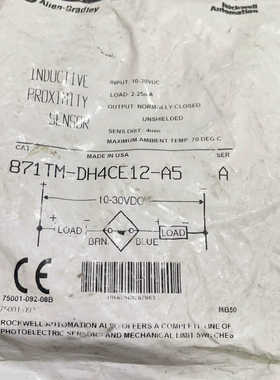 Allen-Bradley
Rockwell
Automation
INDUCTIVE
PROXIMITY
SENSOR
INPUT: 10-30VDC
LOAD: 2-25mA
OUTPUT: NORMALLY CLOSED
UNSHIELDED
SENS.DIST: 4mm
MAXIMUM AMBIENT TEMP. 70 DEG C
CAT
MADE IN USA
SER
871TM-DH4CE12-A5
A
10-30VDC
+ - + -
LOAD BRN BLUE LOAD
CE
75001-092-08B
MB50
ROCKWELL AUTOMATION ALSO OFFERS A COMPLETE LINE OF
PHOTOELECTRIC SENSORS AND MECHANICAL LIMIT SWITCHES